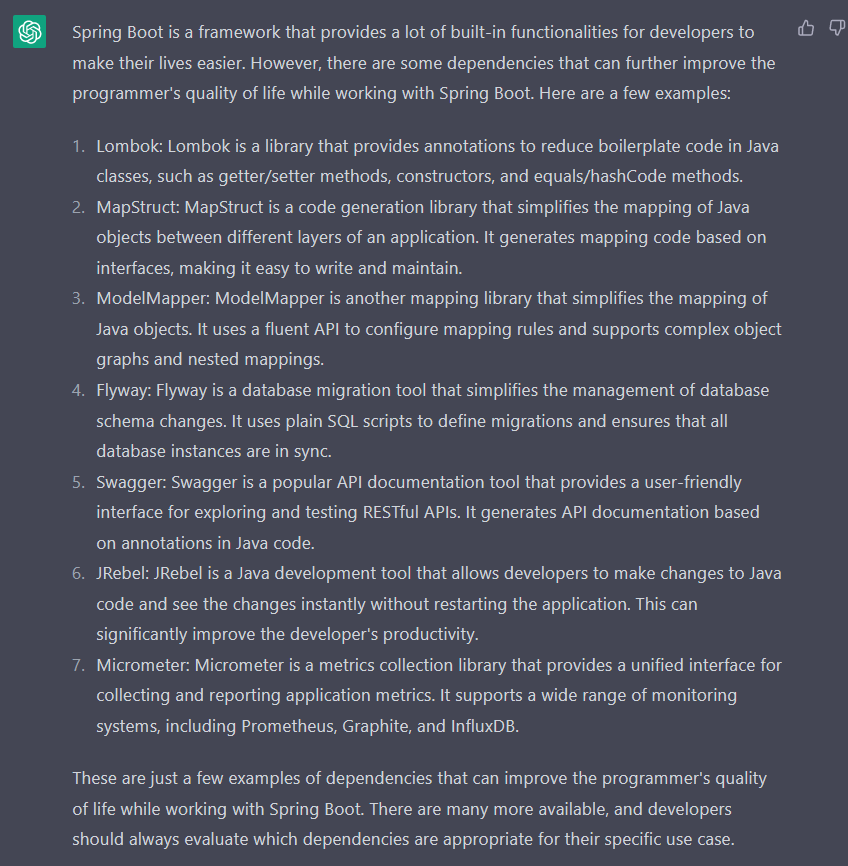 Spring Boot is a framework that provides a lot of built-in functionalities for developers to
make their lives easier. However, there are some dependencies that can further improve the
programmer's quality of life while working with Spring Boot. Here are a few examples:
1. Lombok: Lombok is a library that provides annotations to reduce boilerplate code in Java
classes, such as getter/setter methods, constructors, and equals/hashCode methods.
2. MapStruct: MapStruct is a code generation library that simplifies the mapping of Java
objects between different layers of an application. It generates mapping code based on
interfaces, making it easy to write and maintain.
3. ModelMapper: ModelMapper is another mapping library that simplifies the mapping of
Java objects. It uses a fluent API to configure mapping rules and supports complex object
graphs and nested mappings.
4. Flyway: Flyway is a database migration tool that simplifies the management of database
schema changes. It uses plain SQL scripts to define migrations and ensures that all
database instances are in sync.
5. Swagger: Swagger is a popular API documentation tool that provides a user-friendly
interface for exploring and testing RESTful APIs. It generates API documentation based
on annotations in Java code.
6. JRebel: JRebel is a Java development tool that allows developers to make changes to Java
code and see the changes instantly without restarting the application. This can
significantly improve the developer's productivity.
7. Micrometer: Micrometer is a metrics collection library that provides a unified interface for
collecting and reporting application metrics. It supports a wide range of monitoring
systems, including Prometheus, Graphite, and InfluxDB.
These are just a few examples of dependencies that can improve the programmer's quality
of life while working with Spring Boot. There are many more available, and developers
should always evaluate which dependencies are appropriate for their specific use case.